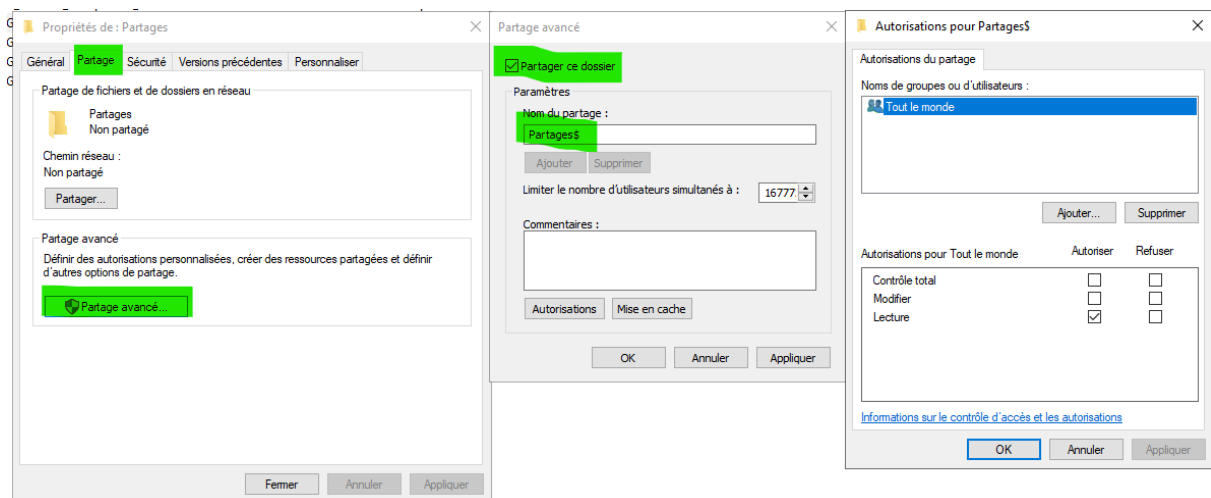 Propriétés de : Partages
Général
Partage
Sécurité
Versions précédentes
Personnaliser
Partage de fichiers et de dossiers en réseau
Partages
Non partagé
Chemin réseau :
Non partagé
Partager...
Partage avancé
Définir des autorisations personnalisées, créer des ressources partagées et définir
d'autres options de partage.
Partage avancé...
Fermer
Annuler
Appliquer
Partage avancé
Partager ce dossier
Paramètres
Nom du partage :
Partages$
Ajouter
Supprimer
Limiter le nombre d'utilisateurs simultanés à :
16777
Commentaires :
Autorisations
Mise en cache
OK
Annuler
Appliquer
Autorisations pour Partages$
Autorisations du partage
Noms de groupes ou d'utilisateurs :
Tout le monde
Ajouter...
Supprimer
Autorisations pour Tout le monde
Autoriser
Refuser
Contrôle total
Modifier
Lecture
Informations sur le contrôle d'accès et les autorisations
OK
Annuler
Appliquer